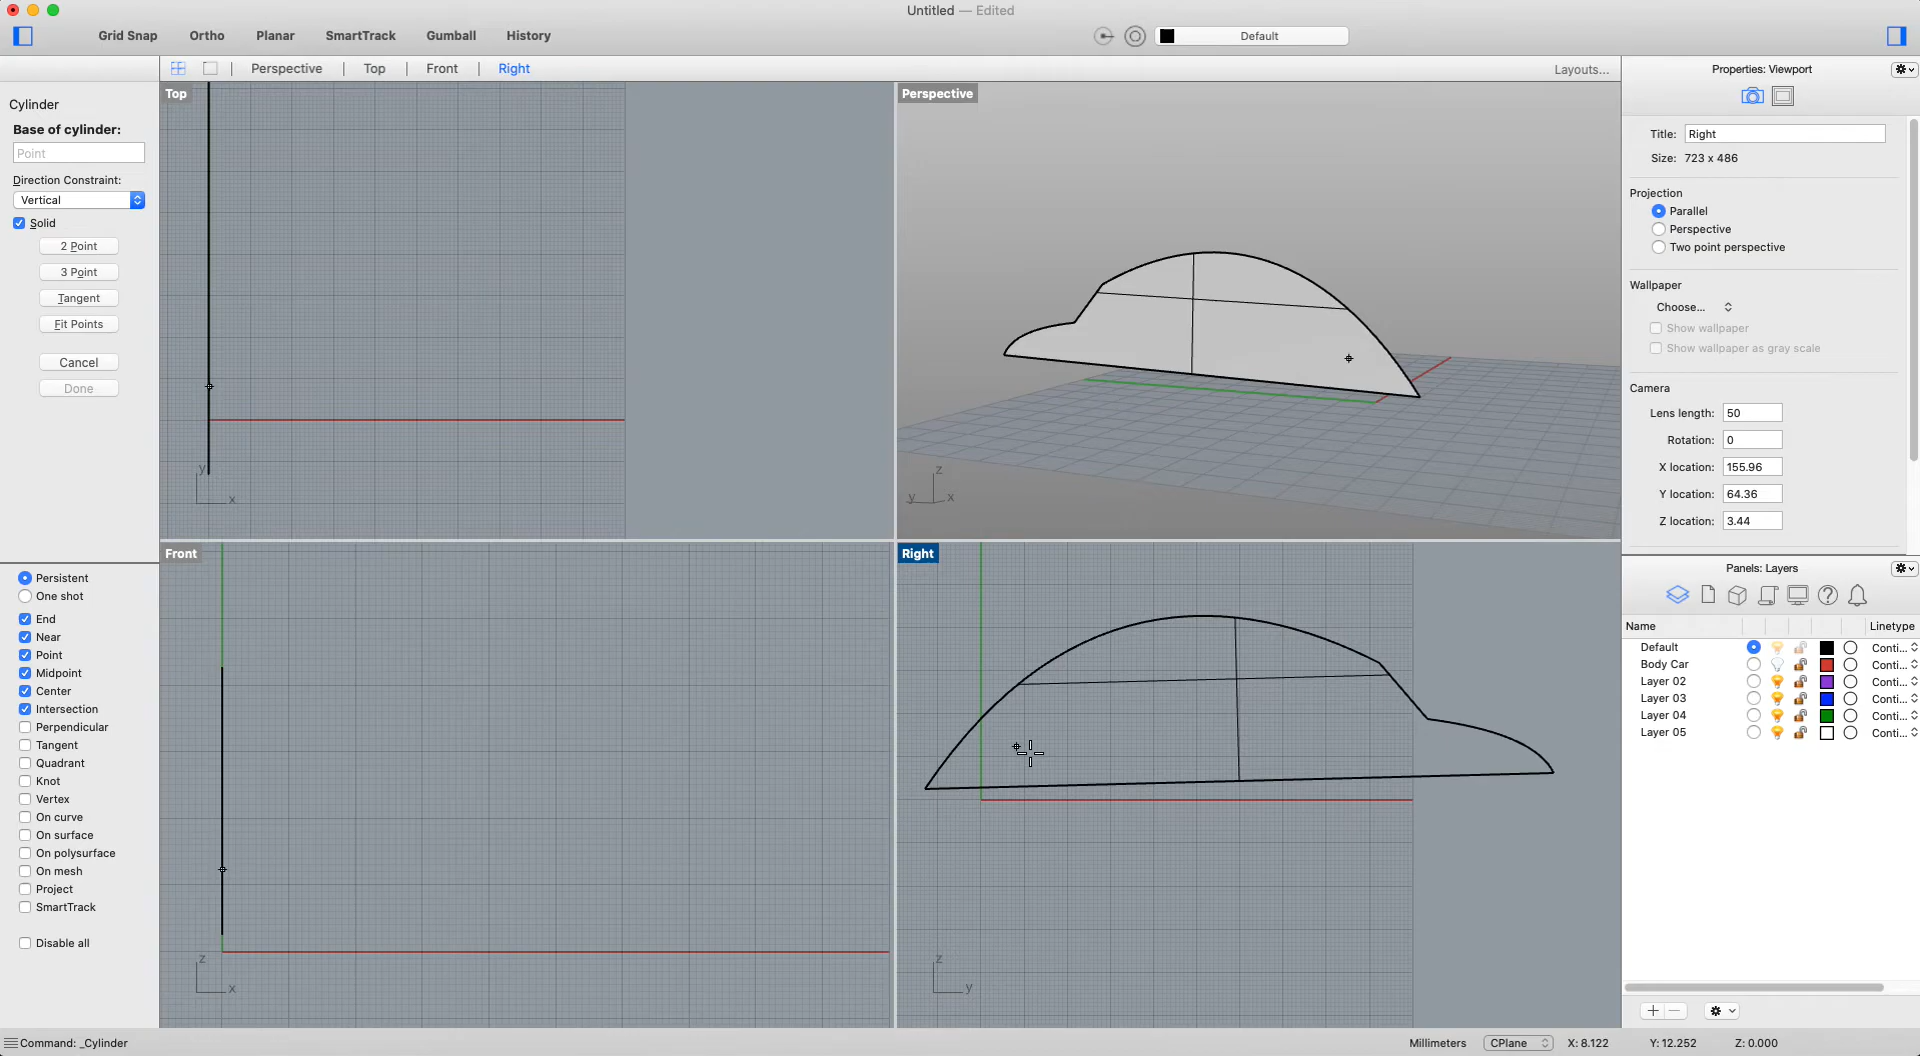 Untitled — Edited
Grid Snap Ortho Planar SmartTrack Gumball History
Default
Perspective Top Front Right
Layouts...
Cylinder
Base of cylinder:
Point
Direction Constraint:
Vertical
Solid
2 Point
3 Point
Tangent
Fit Points
Cancel
Done
Persistent
One shot
End
Near
Point
Midpoint
Center
Intersection
Perpendicular
Tangent
Quadrant
Knot
Vertex
On curve
On surface
On polysurface
On mesh
Project
SmartTrack
Disable all
Top
y
x
Perspective
z
y x
Front
z
x
Right
z
y
Properties: Viewport
Title: Right
Size: 723 x 486
Projection
Parallel
Perspective
Two point perspective
Wallpaper
Choose...
Show wallpaper
Show wallpaper as gray scale
Camera
Lens length: 50
Rotation: 0
X location: 155.96
Y location: 64.36
Z location: 3.44
Panels: Layers
Name Linetype
Default Conti...
Body Car Conti...
Layer 02 Conti...
Layer 03 Conti...
Layer 04 Conti...
Layer 05 Conti...
Command: _Cylinder
Millimeters CPlane X: 8.122 Y: 12.252 Z: 0.000